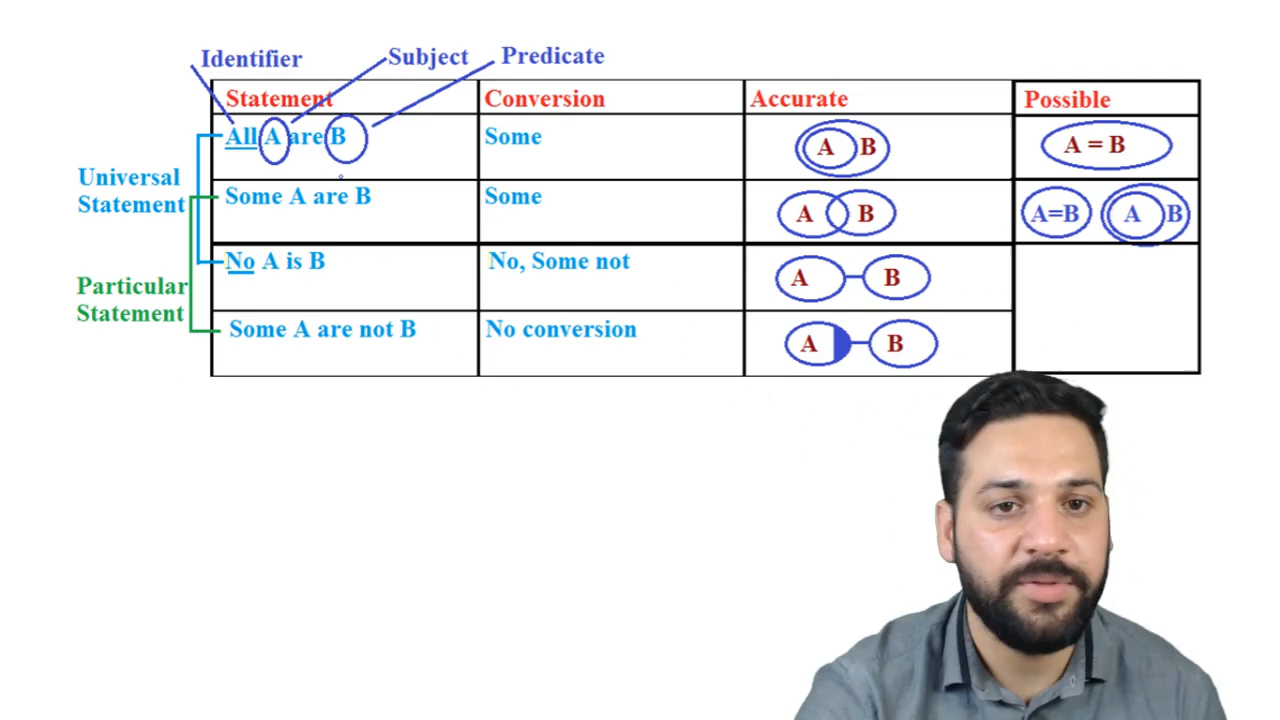 Identifier Subject Predicate
Statement Conversion Accurate Possible
All A are B Some A B A = B
Universal
Statement
Some A are B Some A B A=B A B
No A is B No, Some not A B
Particular
Statement
Some A are not B No conversion A B